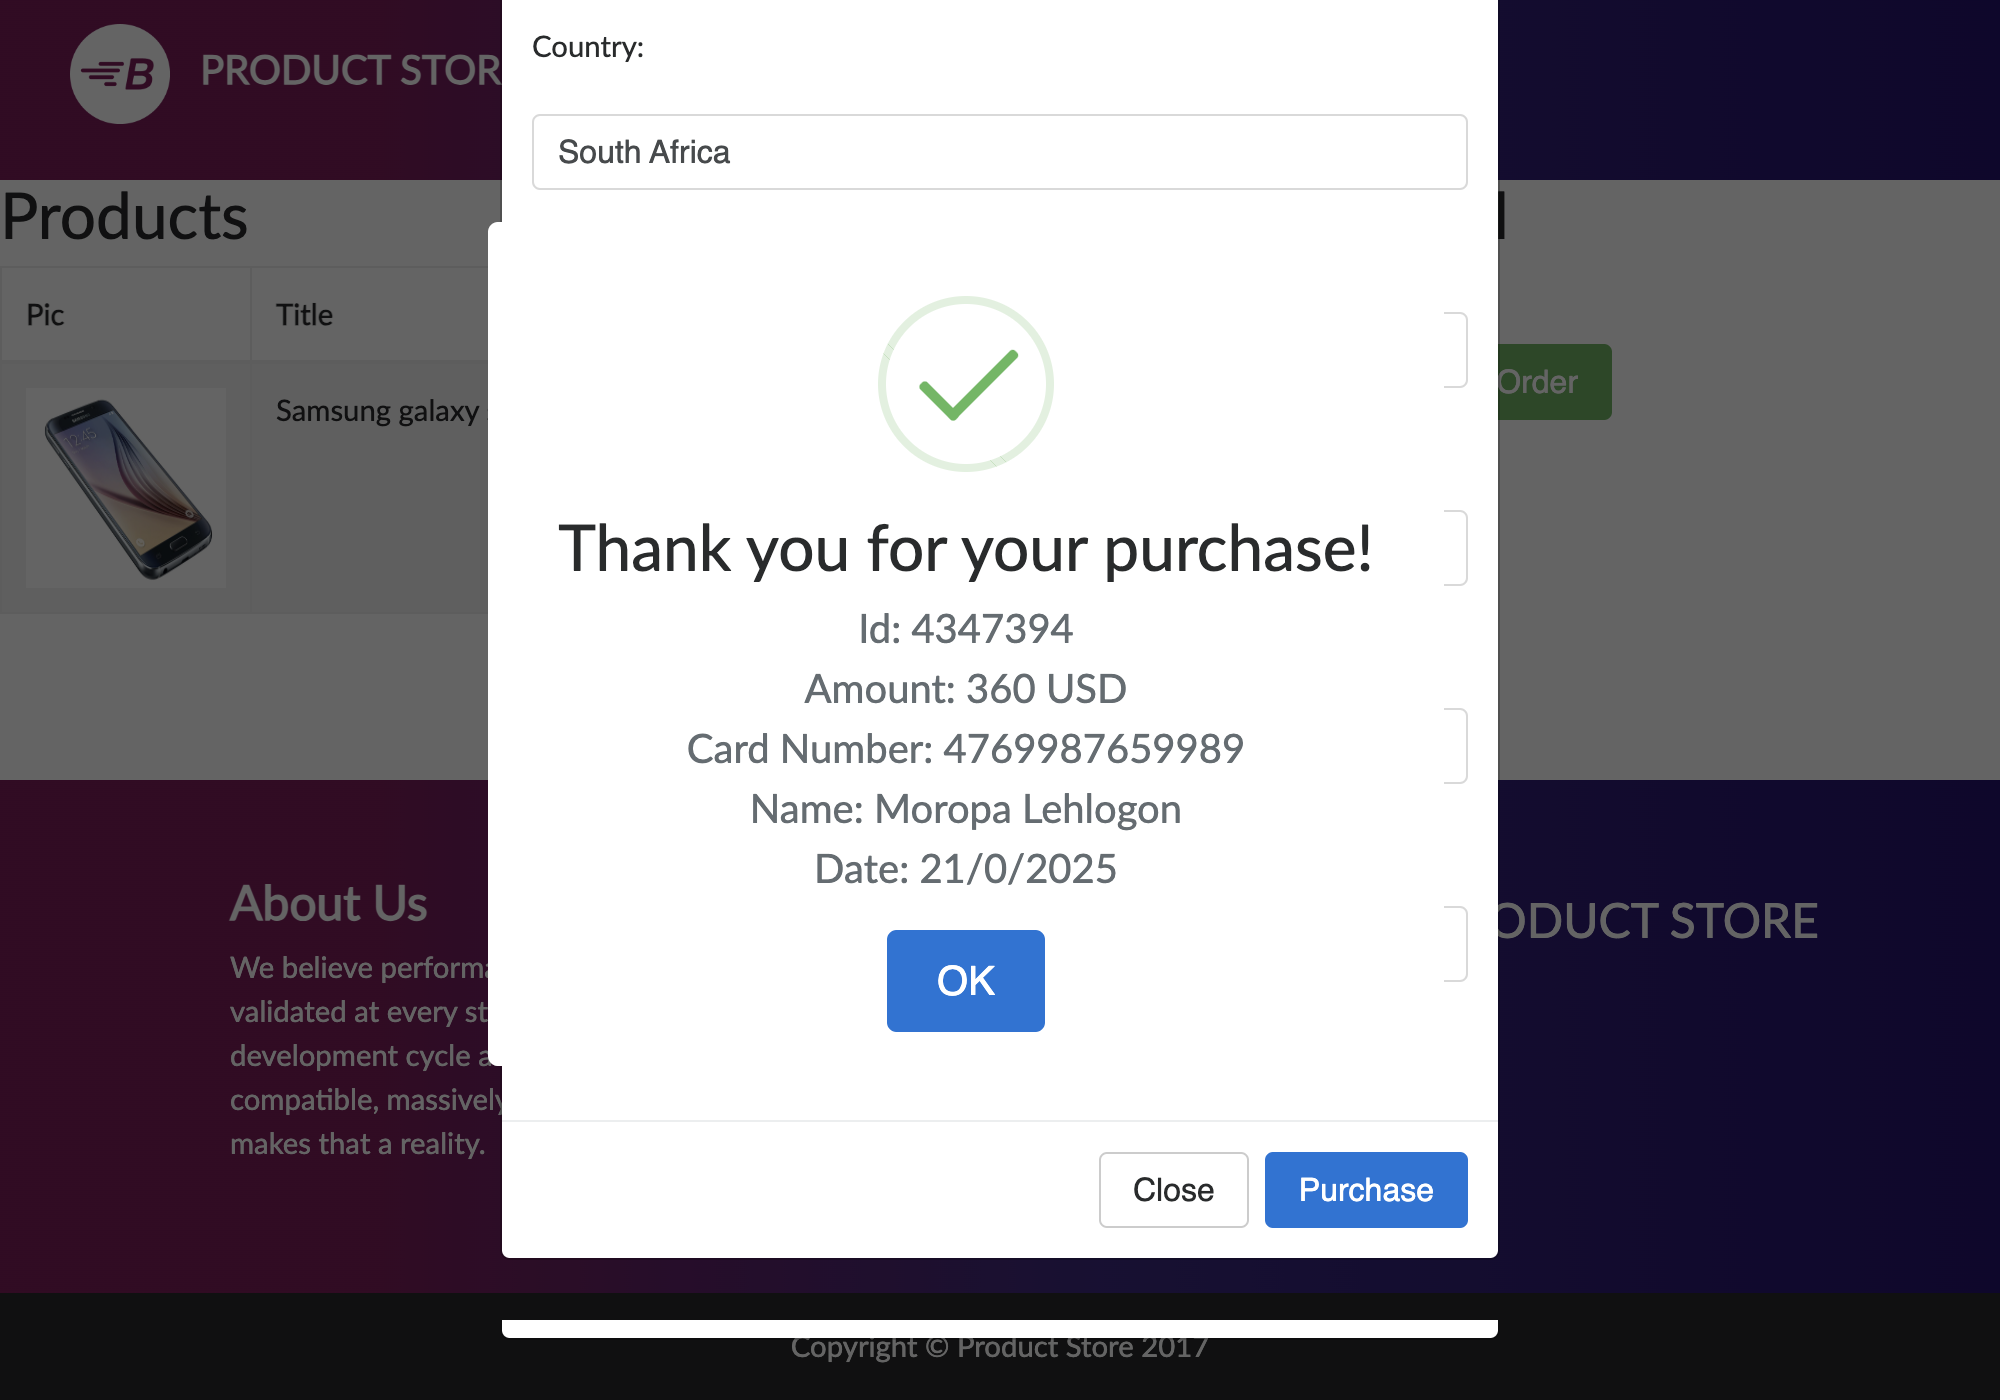 B
PRODUCT STOR
Country:
South Africa
Products
Pic
Title
Samsung galaxy
Order
Thank you for your purchase!
Id: 4347394
Amount: 360 USD
Card Number: 4769987659989
Name: Moropa Lehlogon
Date: 21/0/2025
OK
About Us
We believe performa
validated at every st
development cycle a
compatible, massively
makes that a reality.
ODUCT STORE
Close
Purchase
Copyright © Product Store 2017